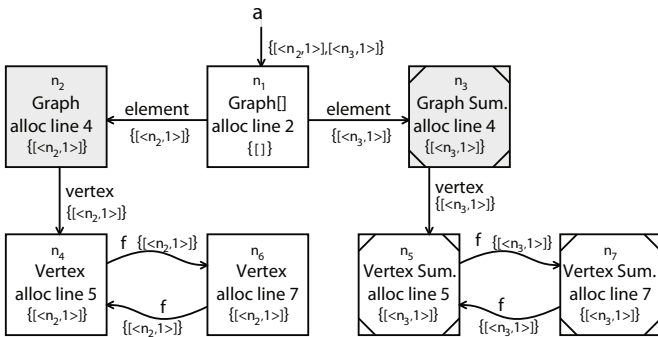 a
{[<n₂,1>],[<n₃,1>]}
n₂
Graph
alloc line 4
{[<n₂,1>]}
element
{[<n₂,1>]}
n₁
Graph[]
alloc line 2
{[]}
element
{[<n₃,1>]}
n₃
Graph Sum.
alloc line 4
{[<n₃,1>]}
vertex
{[<n₂,1>]}
vertex
{[<n₃,1>]}
n₄
Vertex
alloc line 5
{[<n₂,1>]}
f {[<n₂,1>]}
f
{[<n₂,1>]}
n₆
Vertex
alloc line 7
{[<n₂,1>]}
n₅
Vertex Sum.
alloc line 5
{[<n₃,1>]}
f {[<n₃,1>]}
f
{[<n₃,1>]}
n₇
Vertex Sum.
alloc line 7
{[<n₃,1>]}